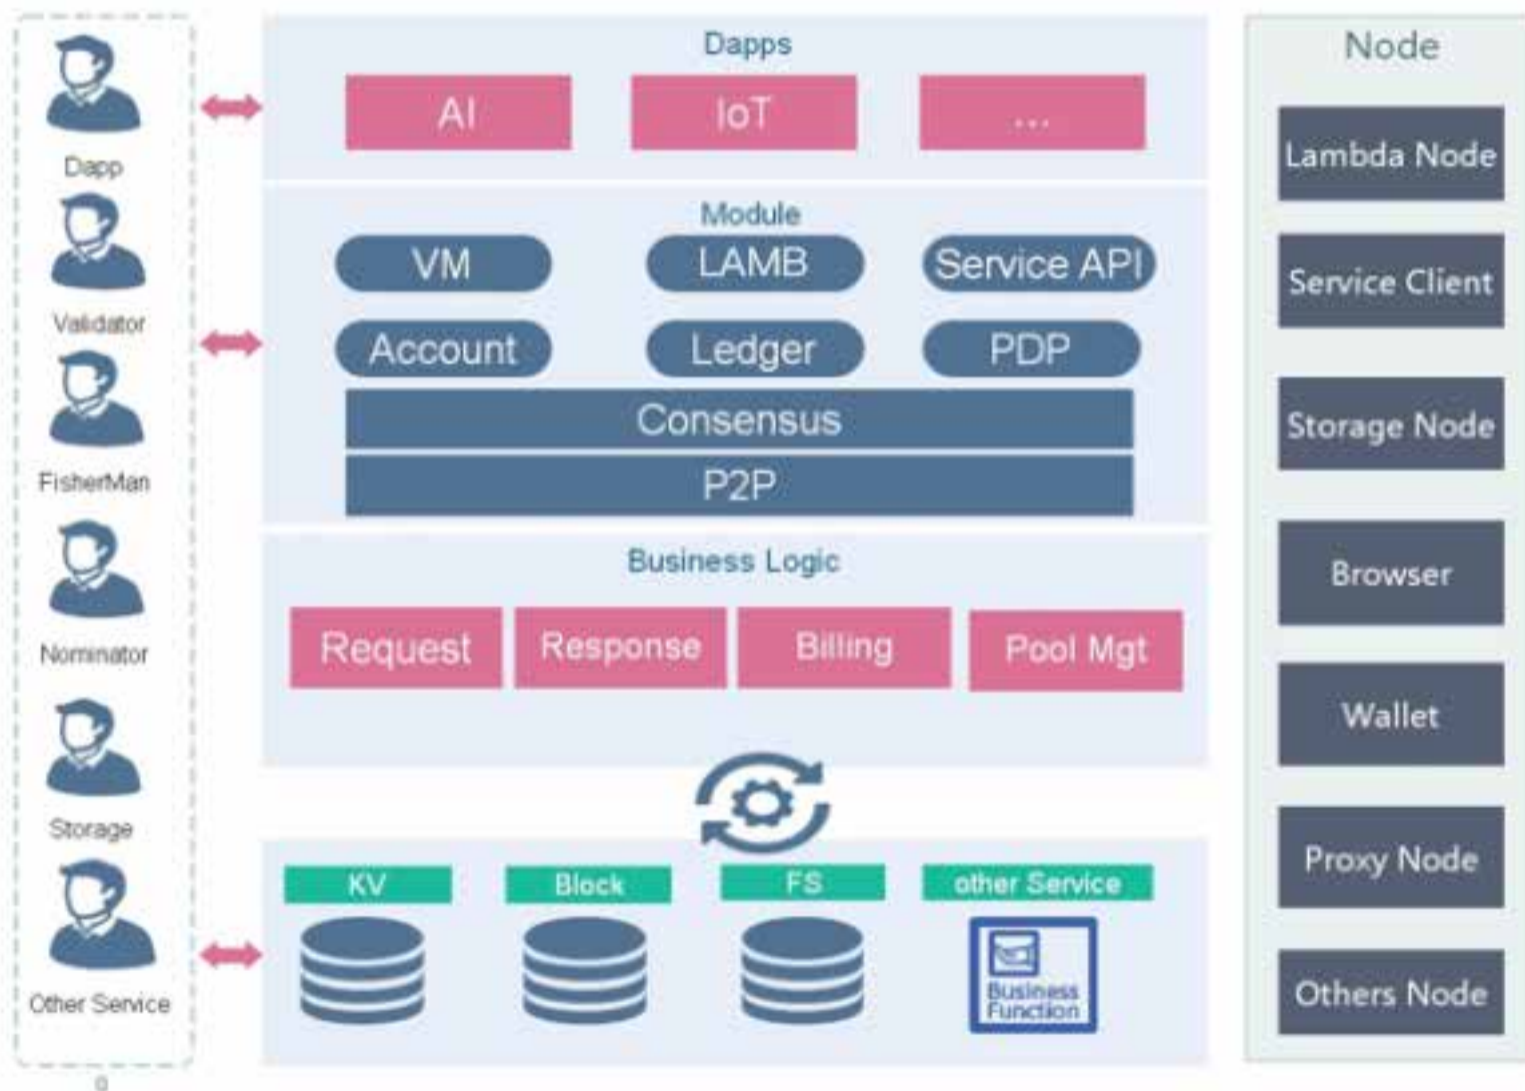 Dapp
Validator
FisherMan
Nominator
Storage
Other Service
Dapps
AI
IoT
...
Module
VM
LAMB
Service API
Account
Ledger
PDP
Consensus
P2P
Business Logic
Request
Response
Billing
Pool Mgt
KV
Block
FS
other Service
Business
Function
Node
Lambda Node
Service Client
Storage Node
Browser
Wallet
Proxy Node
Others Node